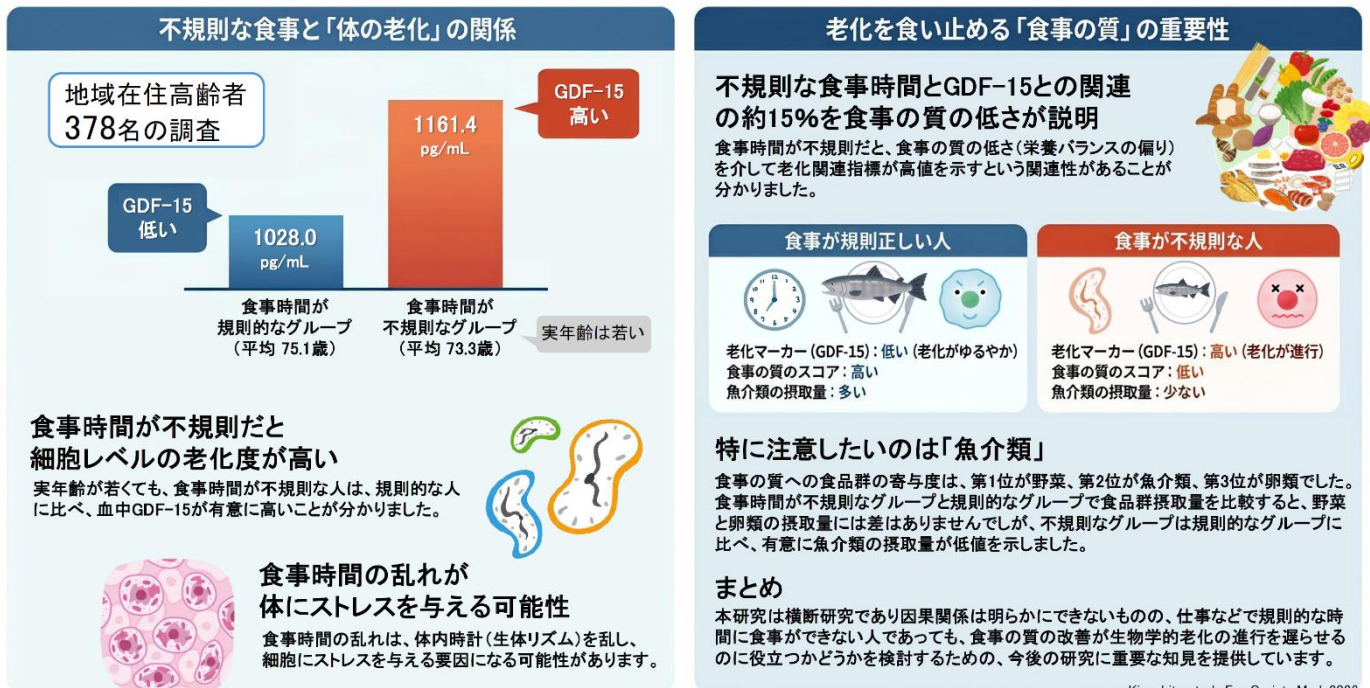 不規則な食事と「体の老化」の関係
地域在住高齢者
378名の調査
GDF-15
低い
1028.0
pg/mL
1161.4
pg/mL
GDF-15
高い
食事時間が
規則的なグループ
(平均 75.1歳)
食事時間が
不規則なグループ
(平均 73.3歳)
実年齢は若い
食事時間が不規則だと
細胞レベルの老化度が高い
実年齢が若くても、食事時間が不規則な人は、規則的な人
に比べ、血中GDF-15が有意に高いことが分かりました。
食事時間の乱れが
体にストレスを与える可能性
食事時間の乱れは、体内時計(生体リズム)を乱し、
細胞にストレスを与える要因になる可能性があります。
老化を食い止める「食事の質」の重要性
不規則な食事時間とGDF-15との関連
の約15%を食事の質の低さが説明
食事時間が不規則だと、食事の質の低さ(栄養バランスの偏り)
を介して老化関連指標が高値を示すという関連性があることが
分かりました。
食事が規則正しい人
老化マーカー(GDF-15):低い(老化がゆるやか)
食事の質のスコア:高い
魚介類の摂取量:多い
食事が不規則な人
老化マーカー(GDF-15):高い(老化が進行)
食事の質のスコア:低い
魚介類の摂取量:少ない
特に注意したいのは「魚介類」
食事の質への食品群の寄与度は、第1位が野菜、第2位が魚介類、第3位が卵類でした。
食事時間が不規則なグループと規則的なグループで食品群摂取量を比較すると、野菜
と卵類の摂取量には差はありませんでしが、不規則なグループは規則的なグループに
比べ、有意に魚介類の摂取量が低値を示しました。
まとめ
本研究は横断研究であり因果関係は明らかにできないものの、仕事などで規則的な時
間に食事ができない人であっても、食事の質の改善が生物学的老化の進行を遅らせる
のに役立つかどうかを検討するための、今後の研究に重要な知見を提供しています。